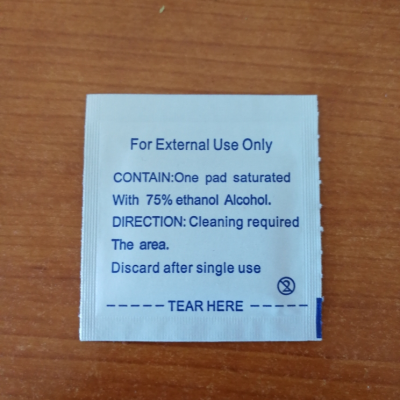 For External Use Only
CONTAIN:One pad saturated
With 75% ethanol Alcohol.
DIRECTION: Cleaning required
The area.
Discard after single use
2
----- TEAR HERE -----